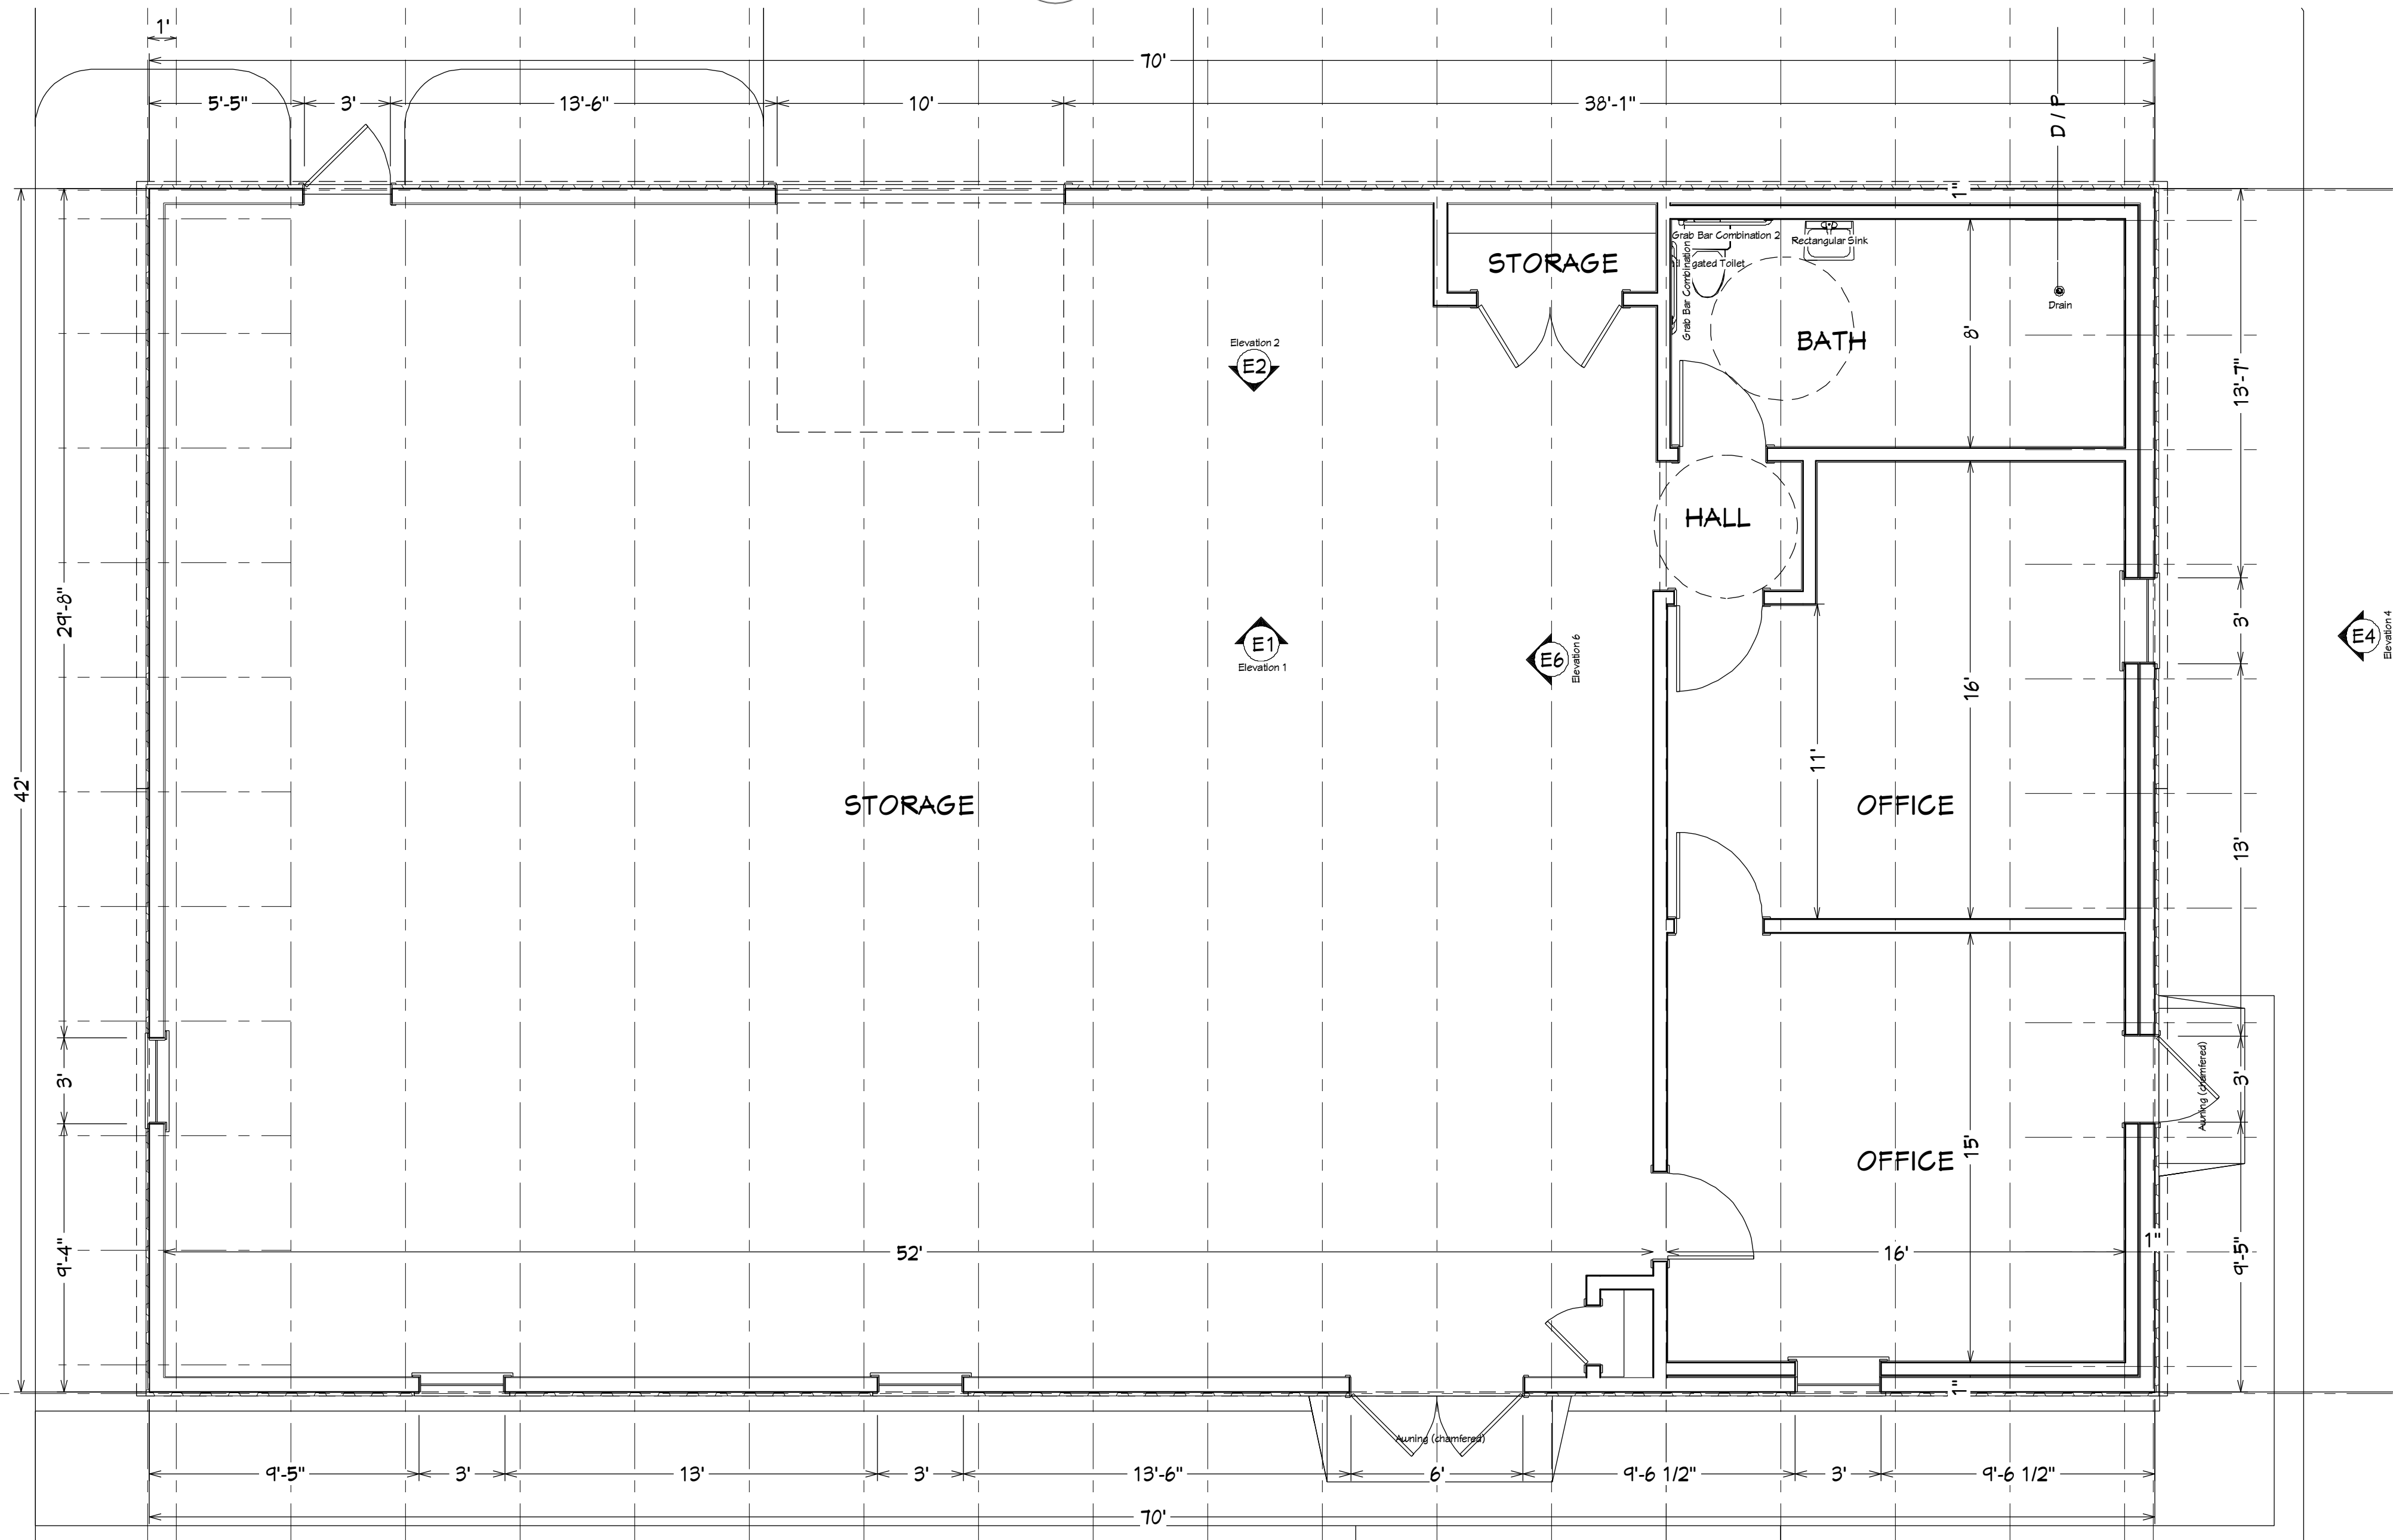 1'
70'
5'-5"
3'
13'-6"
10'
38'-1"
D / P
1"
Grab Bar Combination 2
Rectangular Sink
STORAGE
gated Toilet
Grab Bar Combination
Drain
BATH
8'
Elevation 2
E2
13'-7"
HALL
29'-8"
3'
E1
Elevation 1
E6
Elevation 6
E4
Elevation 4
16'
11'
42'
STORAGE
OFFICE
13'
3'
Awning (chamfered)
3'
OFFICE
15'
9'-4"
52'
16'
1"
9'-5"
1"
Awning (chamfered)
9'-5"
3'
13'
3'
13'-6"
6'
9'-6 1/2"
3'
9'-6 1/2"
70'